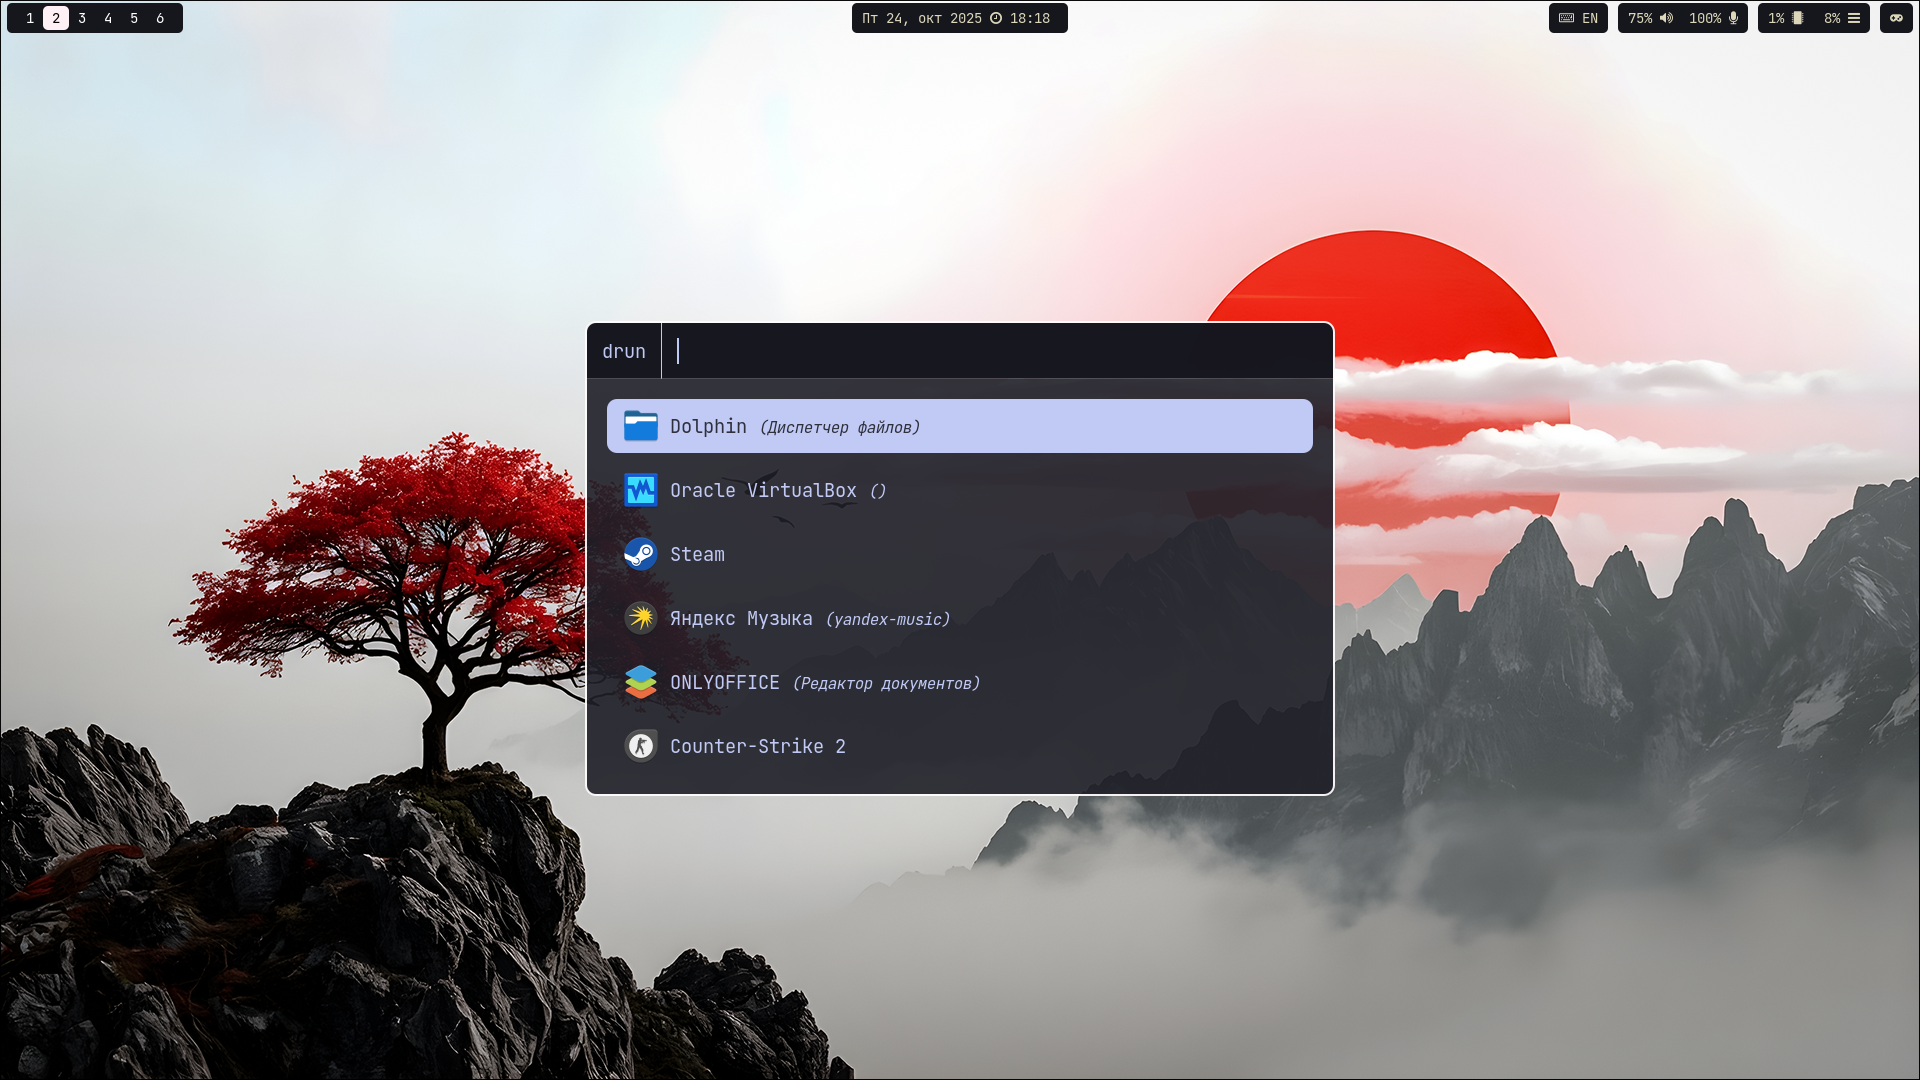 1 2 3 4 5 6
Пт 24, окт 2025 18:18
EN
75% 100%
1% 8%
drun
Dolphin (Диспетчер файлов)
Oracle VirtualBox ()
Steam
Яндекс Музыка (yandex-music)
ONLYOFFICE (Редактор документов)
Counter-Strike 2